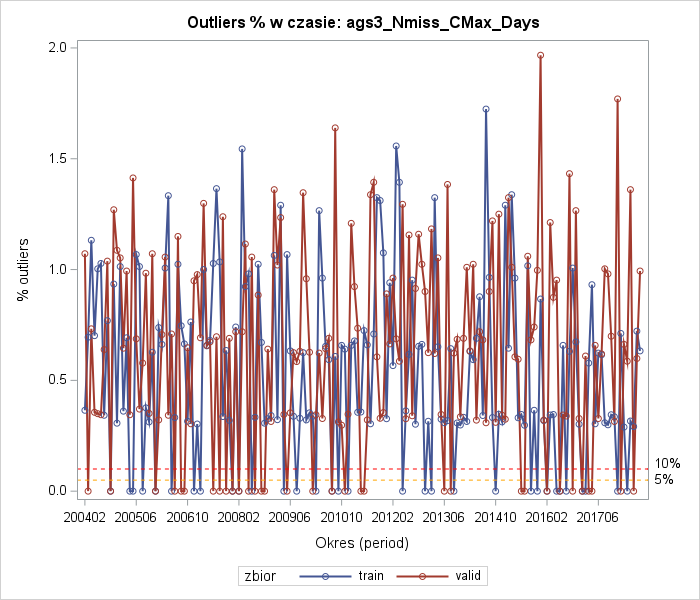 Outliers % w czasie: ags3_Nmiss_CMax_Days
% outliers
2.0
1.5
1.0
0.5
0.0
10%
5%
200402 200506 200610 200802 200906 201010 201202 201306 201410 201602 201706
Okres (period)
zbior train valid